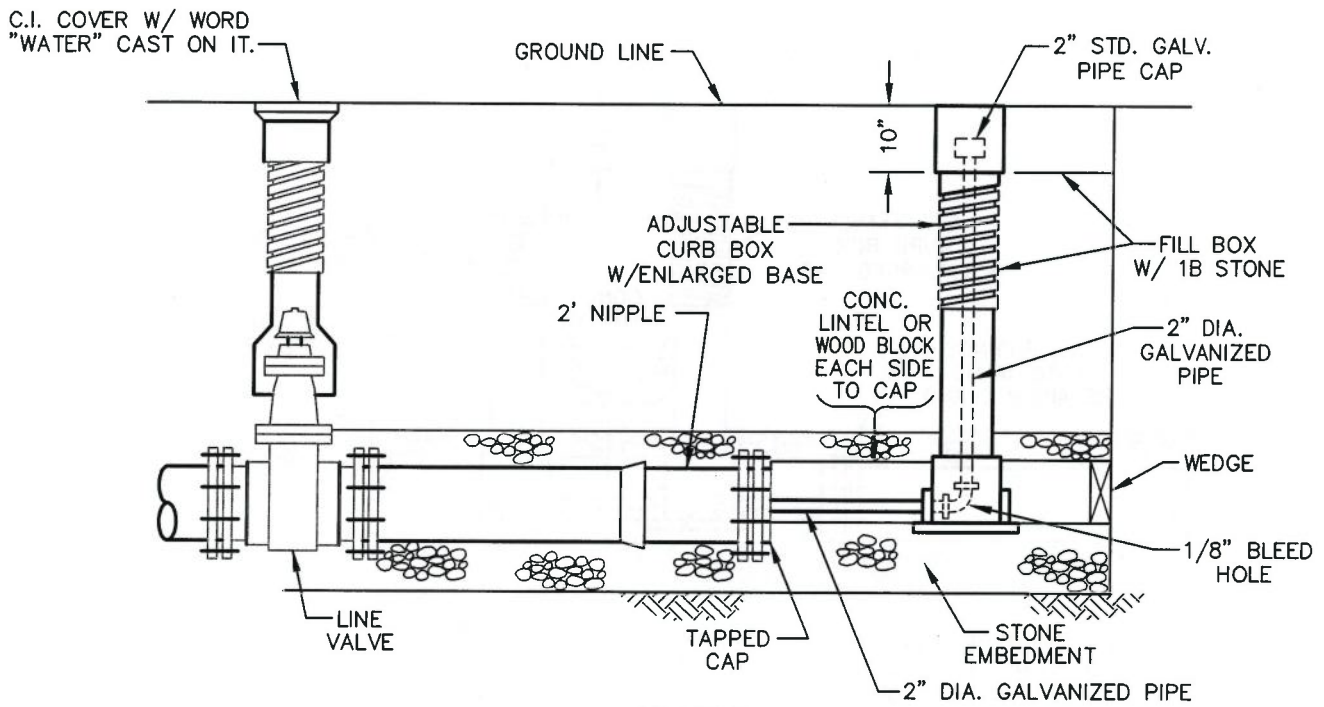 C.I. COVER W/ WORD
"WATER" CAST ON IT.
GROUND LINE
2" STD. GALV.
PIPE CAP
10"
ADJUSTABLE
CURB BOX
W/ENLARGED BASE
FILL BOX
W/ 1B STONE
2' NIPPLE
CONC.
LINTEL OR
WOOD BLOCK
EACH SIDE
TO CAP
2" DIA.
GALVANIZED
PIPE
WEDGE
1/8" BLEED
HOLE
LINE
VALVE
TAPPED
CAP
STONE
EMBEDMENT
2" DIA. GALVANIZED PIPE